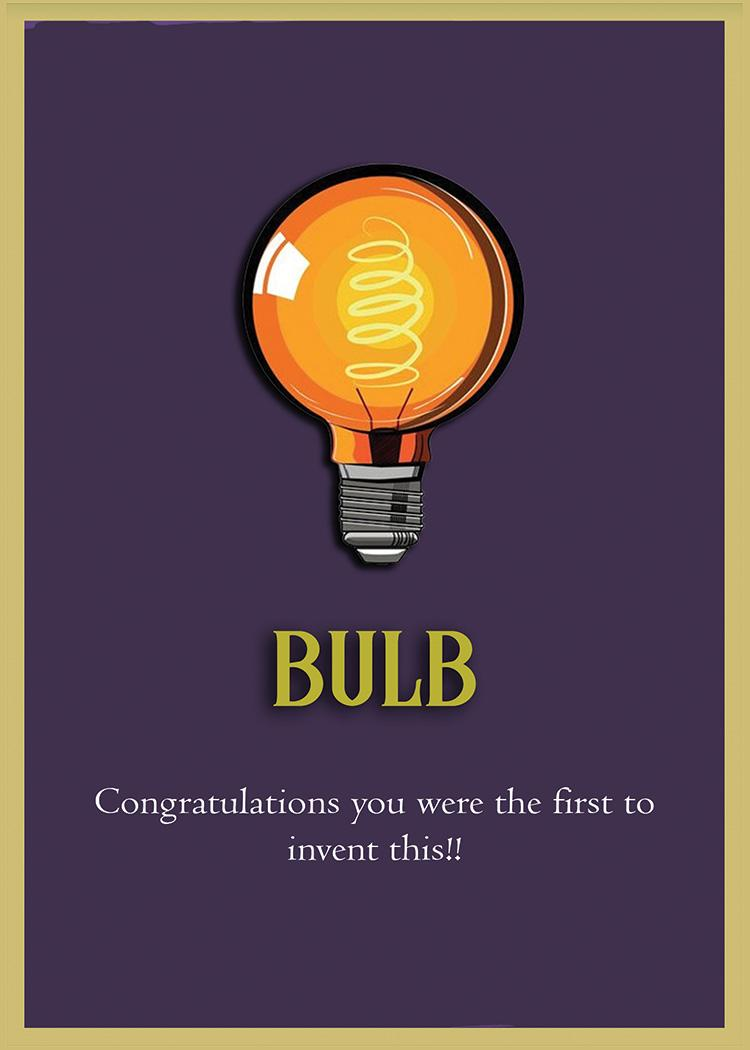 BULB
Congratulations you were the first to
invent this!!